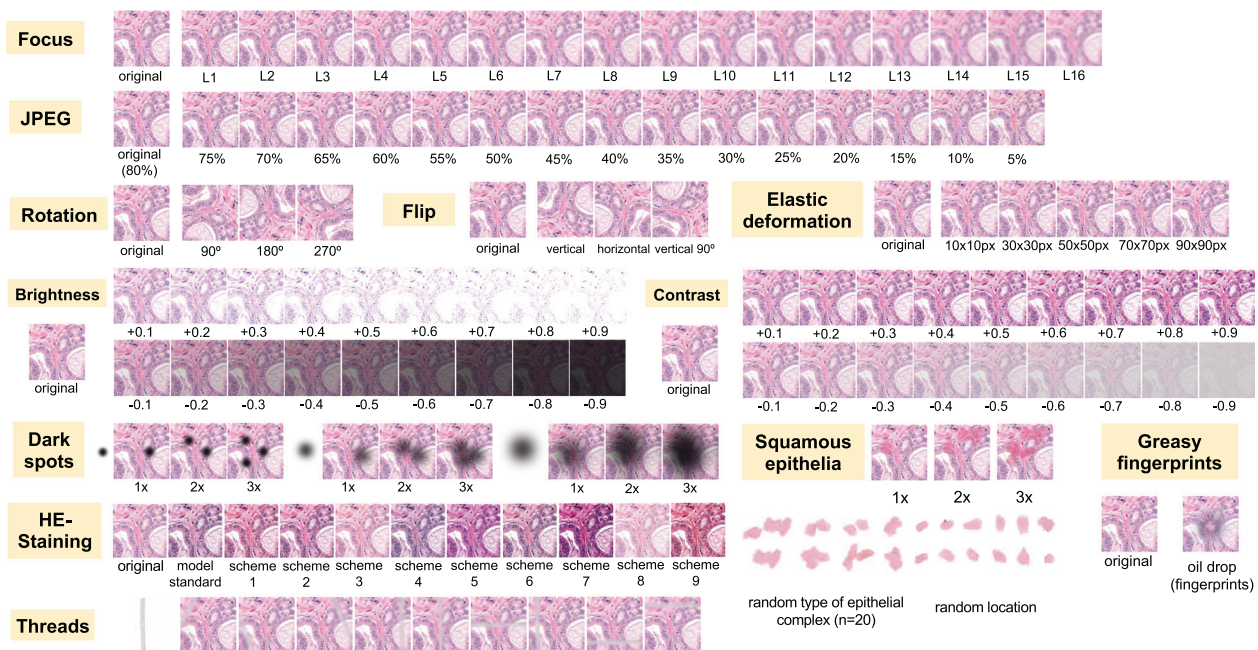 Focus
original
L1 L2 L3 L4 L5 L6 L7 L8 L9 L10 L11 L12 L13 L14 L15 L16
JPEG
original
(80%)
75% 70% 65% 60% 55% 50% 45% 40% 35% 30% 25% 20% 15% 10% 5%
Rotation
original
90º 180º 270º
Flip
original
vertical horizontal vertical 90º
Elastic
deformation
original
10x10px 30x30px 50x50px 70x70px 90x90px
Brightness
original
+0.1 +0.2 +0.3 +0.4 +0.5 +0.6 +0.7 +0.8 +0.9
-0.1 -0.2 -0.3 -0.4 -0.5 -0.6 -0.7 -0.8 -0.9
Contrast
original
+0.1 +0.2 +0.3 +0.4 +0.5 +0.6 +0.7 +0.8 +0.9
-0.1 -0.2 -0.3 -0.4 -0.5 -0.6 -0.7 -0.8 -0.9
Dark
spots
1x 2x 3x
1x 2x 3x
1x 2x 3x
Squamous
epithelia
1x 2x 3x
random type of epithelial
complex (n=20)
random location
Greasy
fingerprints
original
oil drop
(fingerprints)
HE-
Staining
original
model
standard
scheme
1
scheme
2
scheme
3
scheme
4
scheme
5
scheme
6
scheme
7
scheme
8
scheme
9
Threads